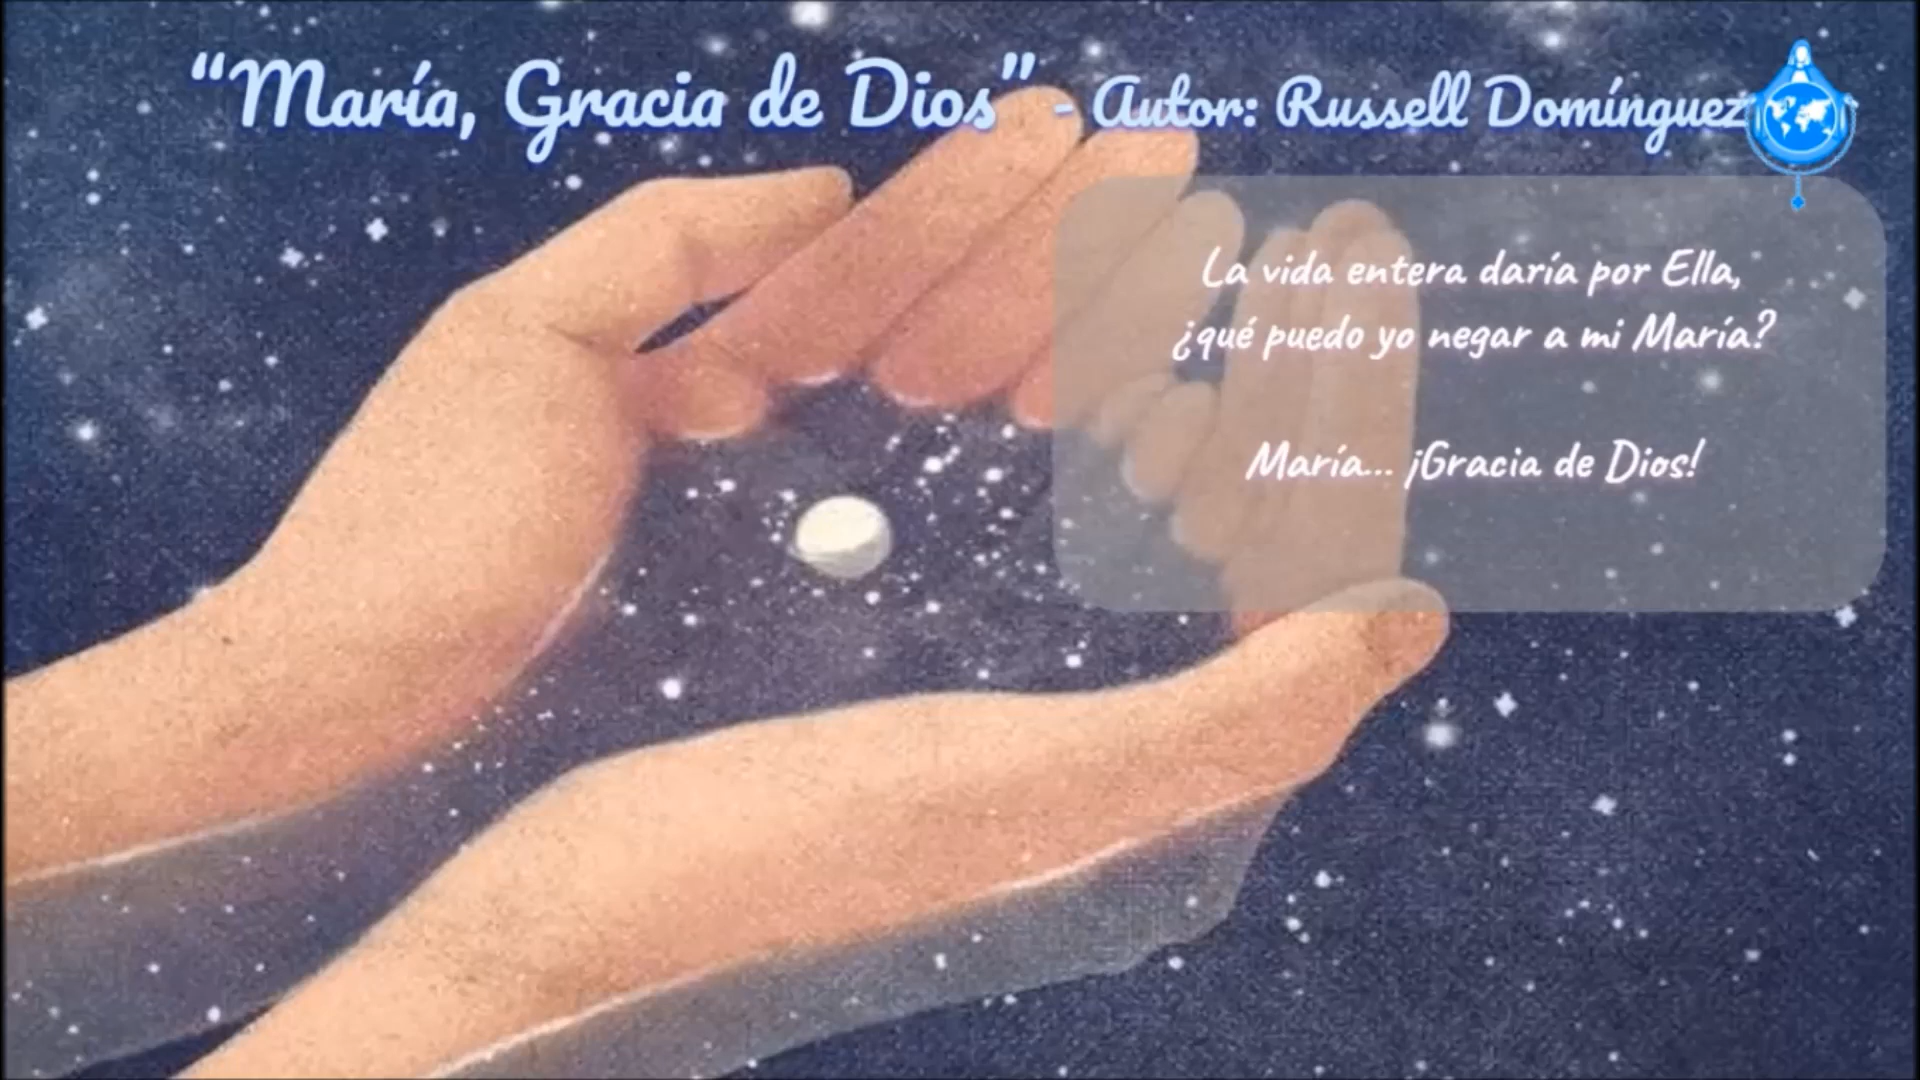 “María, Gracia de Dios” - Autor: Russell Domínguez
La vida entera daría por Ella,
¿qué puedo yo negar a mi María?
María... ¡Gracia de Dios!